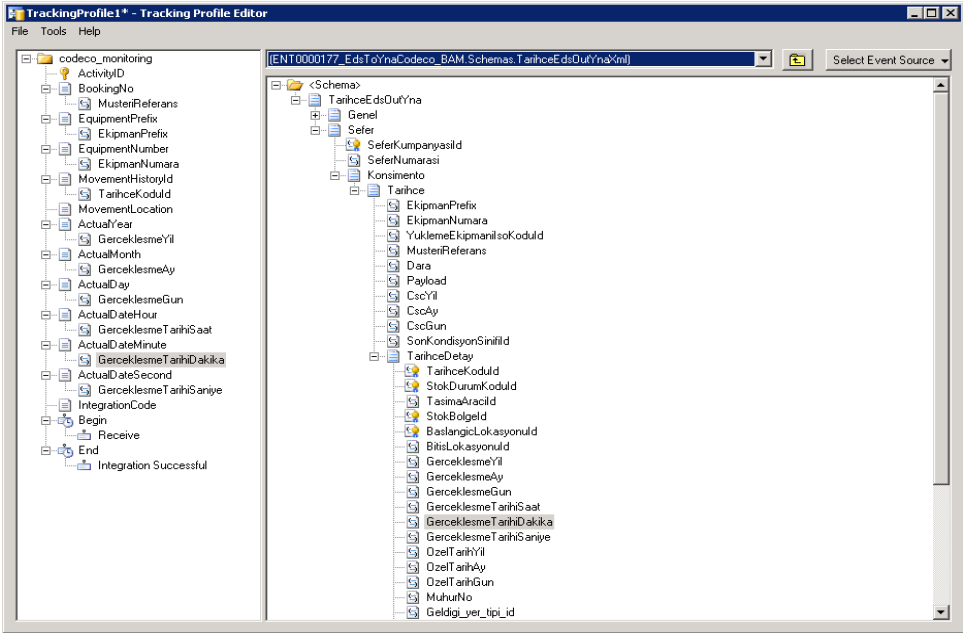 TrackingProfile1* - Tracking Profile Editor
File Tools Help
codeco_monitoring
ActivityID
BookingNo
MusteriReferans
EquipmentPrefix
EkipmanPrefix
EquipmentNumber
EkipmanNumara
MovementHistoryId
TarihceKoduId
MovementLocation
ActualYear
GerceklesmeYil
ActualMonth
GerceklesmeAy
ActualDay
GerceklesmeGun
ActualDateHour
GerceklesmeTarihiSaat
ActualDateMinute
GerceklesmeTarihiDakika
ActualDateSecond
GerceklesmeTarihiSaniye
IntegrationCode
Begin
Receive
End
Integration Successful
(ENT0000177_EdsToYnaCodeco_BAM.Schemas.TarihceEdsOutYnaXml)
Select Event Source
<Schema>
TarihceEdsOutYna
Genel
Sefer
SeferKumpanyasiId
SeferNumarasi
Konsimento
Tarihce
EkipmanPrefix
EkipmanNumara
YuklemeEkipmaniIsoKoduId
MusteriReferans
Dara
Payload
CscYil
CscAy
CscGun
SonKondisyonSinifiId
TarihceDetay
TarihceKoduId
StokDurumKoduId
TasimaAraciId
StokBolgeId
BaslangicLokasyonuId
BitisLokasyonuId
GerceklesmeYil
GerceklesmeAy
GerceklesmeGun
GerceklesmeTarihiSaat
GerceklesmeTarihiDakika
GerceklesmeTarihiSaniye
OzelTarihYil
OzelTarihAy
OzelTarihGun
MuhurNo
Geldigi_yer_tipi_id